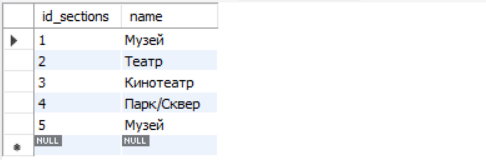 id_sections name
1 Музей
2 Театр
3 Кинотеатр
4 Парк/Сквер
5 Музей
NULL NULL